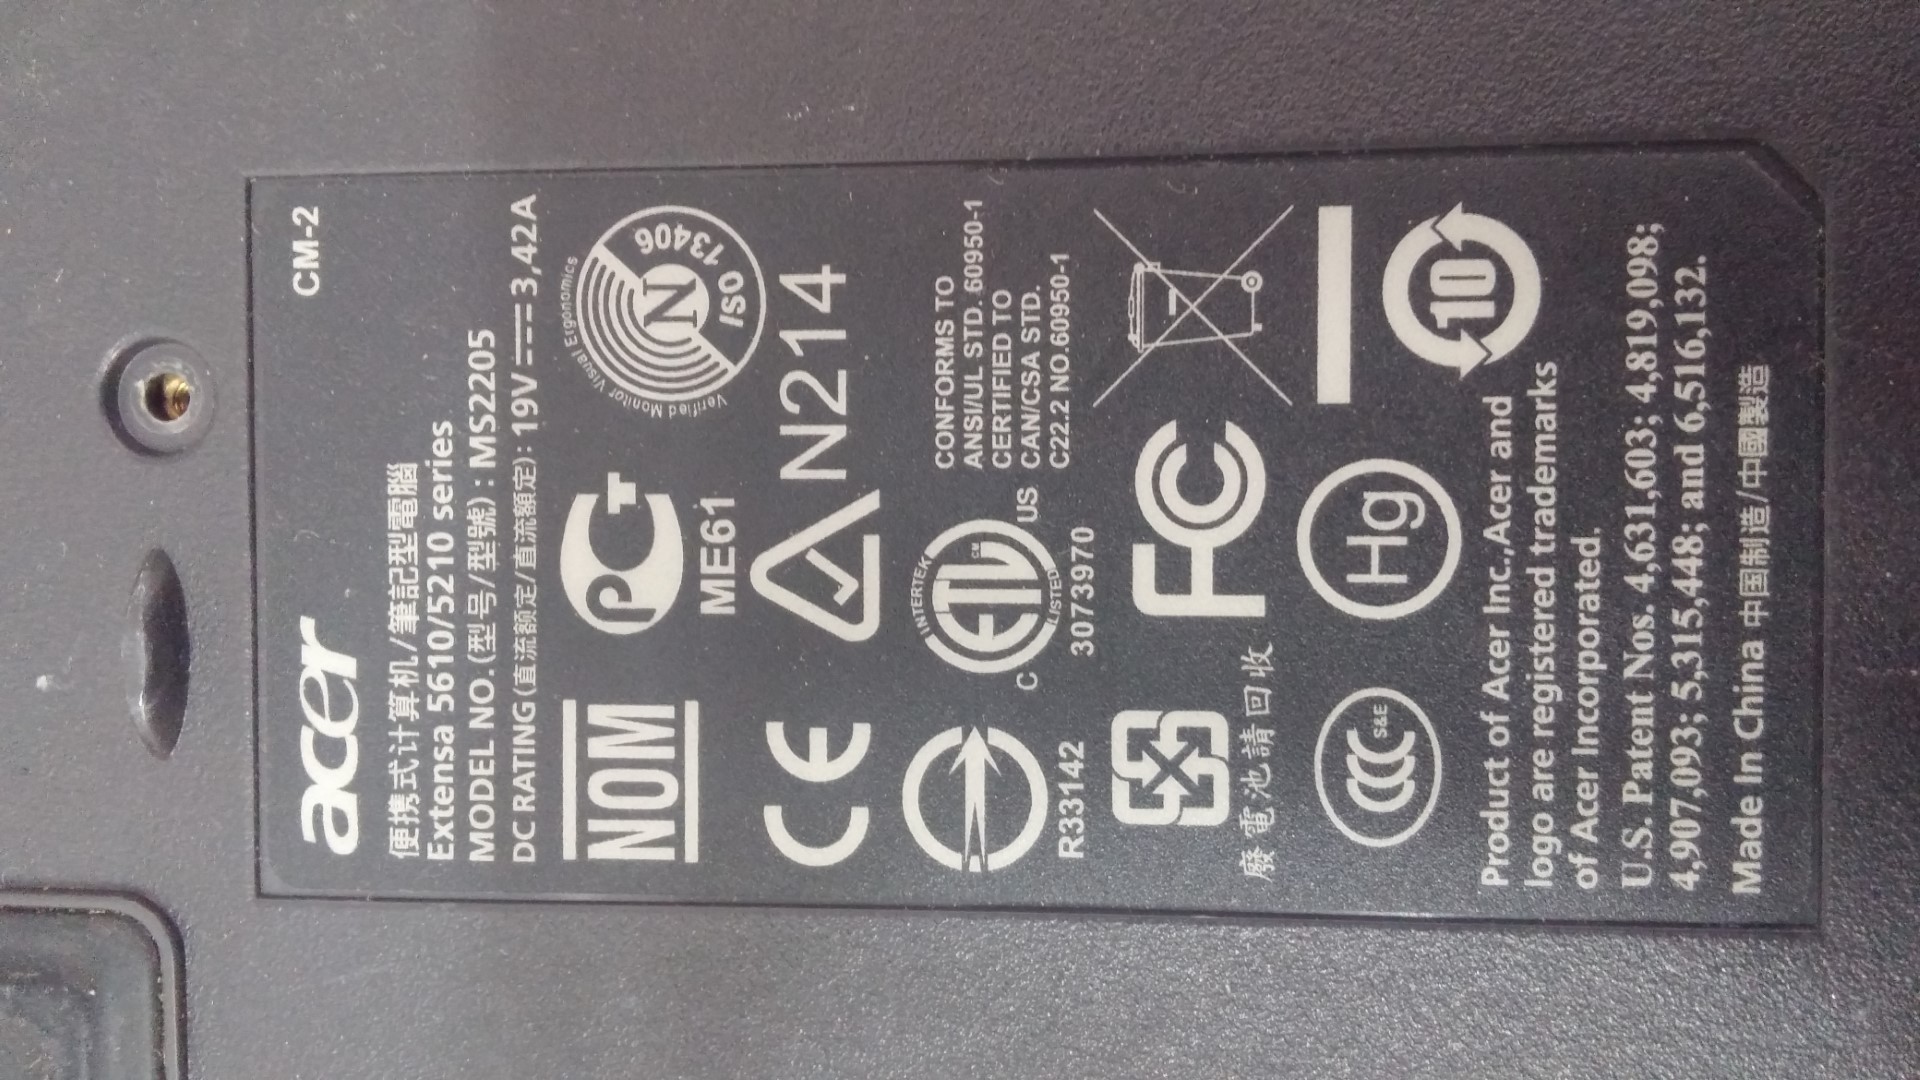 acer CM-2
便携式计算机/筆記型電腦
Extensa 5610/5210 series
MODEL NO.(型号/型號): MS2205
DC RATING(直流额定/直流額定): 19V 3,42A
NOM
PC
ME61
Verified Monitor Visual Ergonomics
N
ISO 13406
CE
N214
INTERTEK
ETL CM
LISTED
C US
3073970
CONFORMS TO
ANSI/UL STD. 60950-1
CERTIFIED TO
CAN/CSA STD.
C22.2 NO.60950-1
R33142
廢電池請回收
FC
CCC S&E
Hg
10
Product of Acer Inc.,Acer and
logo are registered trademarks
of Acer Incorporated.
U.S. Patent Nos. 4,631,603; 4,819,098;
4,907,093; 5,315,448; and 6,516,132.
Made In China 中国制造/中國製造